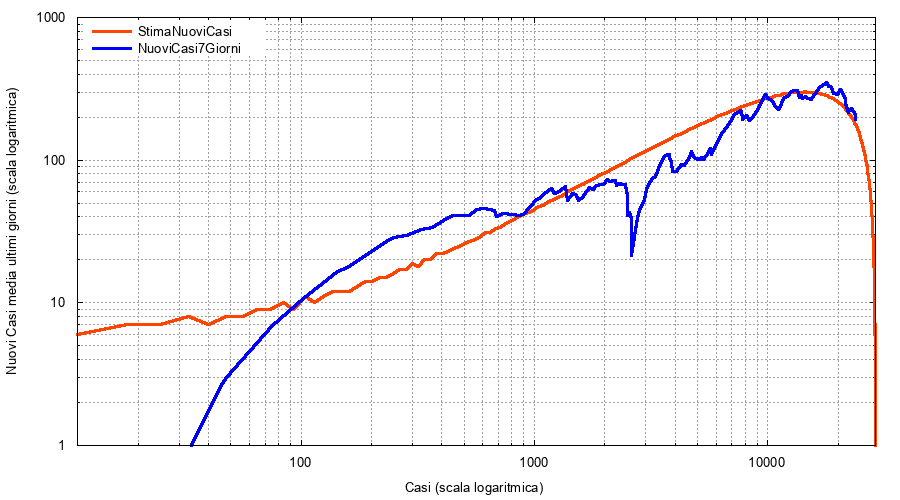 1000
100
10
1
StimaNuoviCasi
NuoviCasi7Giorni
Nuovi Casi media ultimi giorni (scala logaritmica)
100 1000 10000
Casi (scala logaritmica)